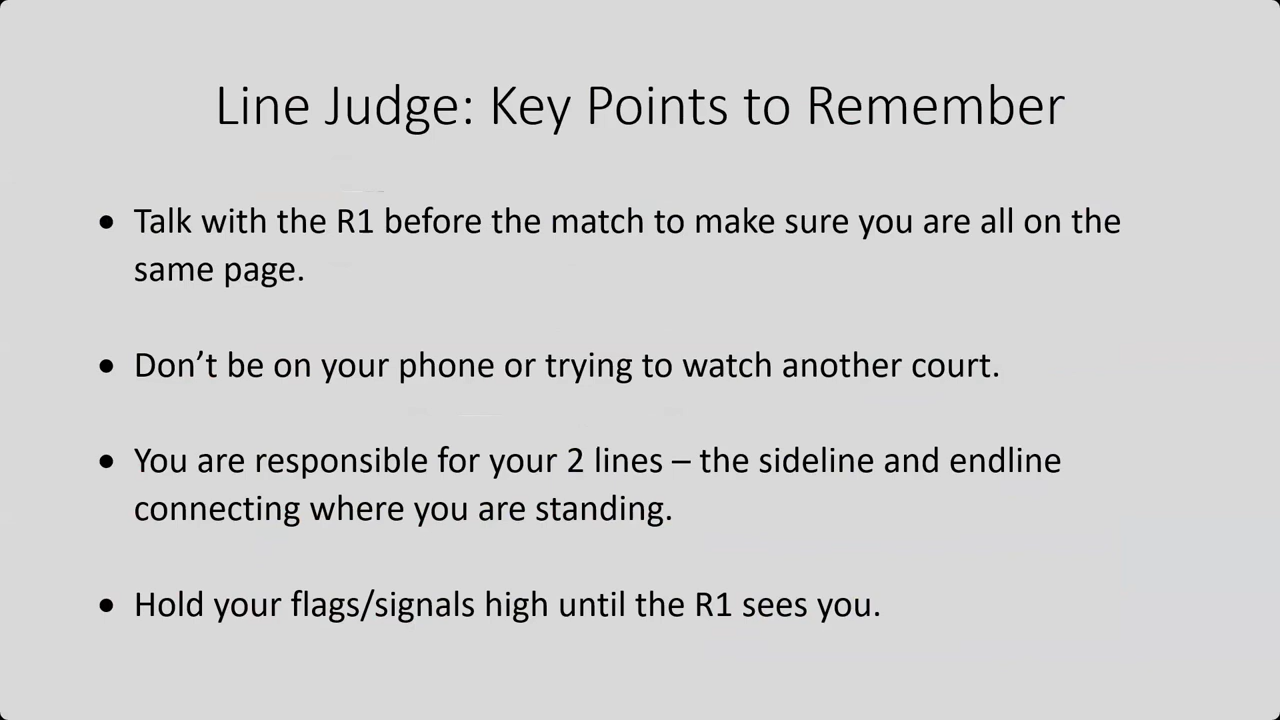 Line Judge: Key Points to Remember
• Talk with the R1 before the match to make sure you are all on the
same page.
• Don’t be on your phone or trying to watch another court.
• You are responsible for your 2 lines – the sideline and endline
connecting where you are standing.
• Hold your flags/signals high until the R1 sees you.